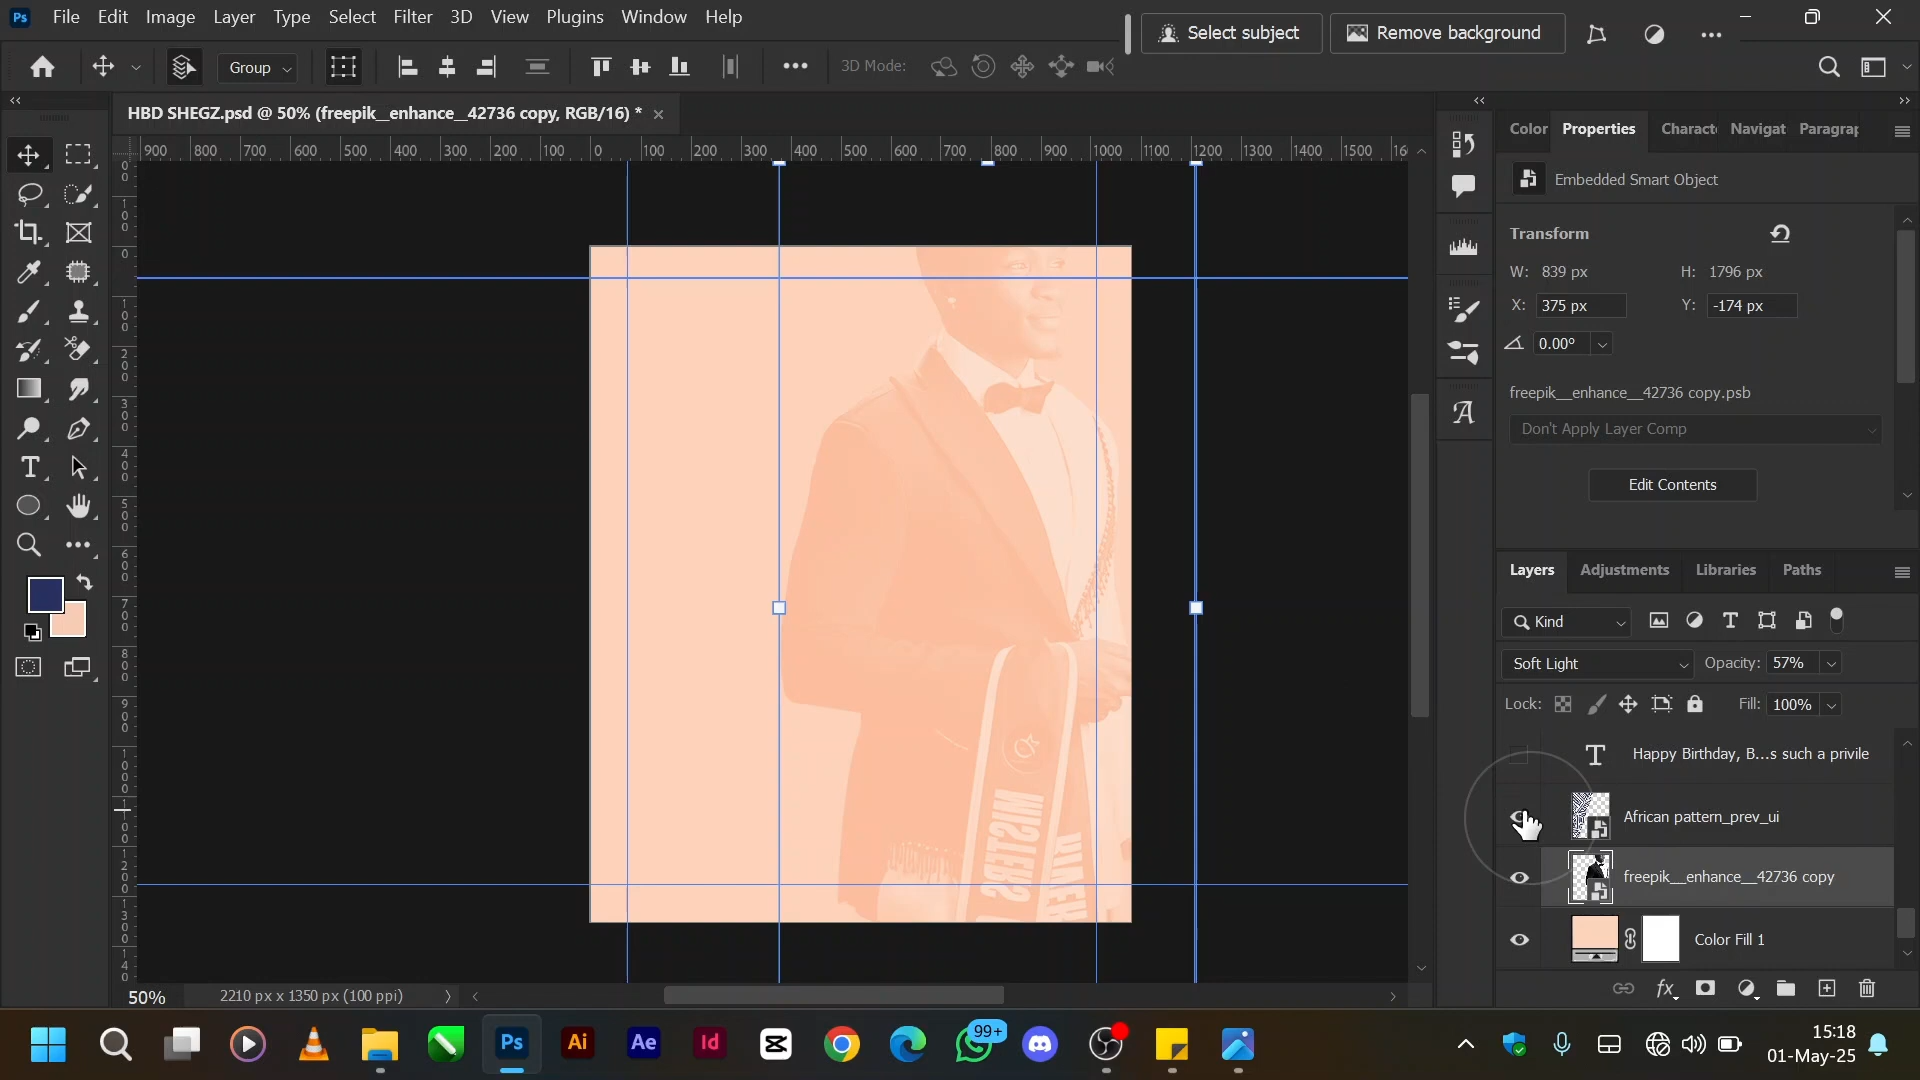 Ps File Edit Image Layer Type Select Filter 3D View Plugins Window Help
Select subject Remove background
Group 3D Mode:
HBD SHEGZ.psd @ 50% (freepik__enhance__42736 copy, RGB/16) *
900 800 700 600 500 400 300 200 100 0 100 200 300 400 500 600 700 800 900 1000 1100 1200 1300 1400 1500 16
Color Properties Charact Navigat Paragrap
Embedded Smart Object
Transform
W: 839 px H: 1796 px
X: 375 px Y: -174 px
0.00°
freepik__enhance__42736 copy.psb
Don't Apply Layer Comp
Edit Contents
Layers Adjustments Libraries Paths
Kind
Soft Light Opacity: 57%
Lock: Fill: 100%
Happy Birthday, B...s such a privile
African pattern_prev_ui
freepik__enhance__42736 copy
Color Fill 1
50% 2210 px x 1350 px (100 ppi)
Ps Ai Ae Id 99+
15:18
01-May-25